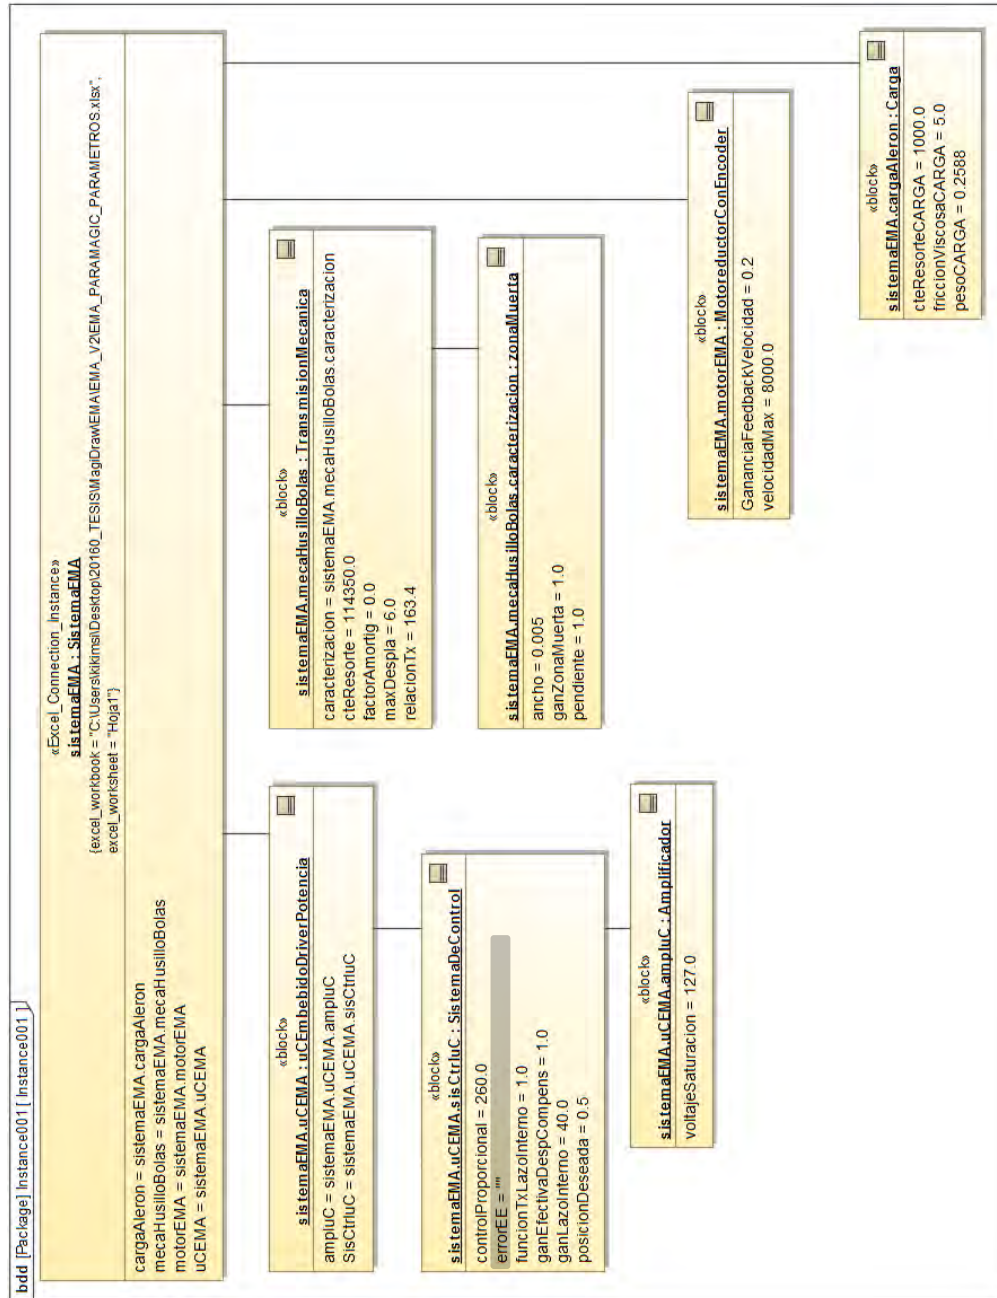 bdd [Package] Instance001 [ Instance001 ]
«Excel_Connection_Instance»
sistemaEMA : SistemaEMA
{excel_workbook = "C:\Users\kikimsi\Desktop\20160_TESIS\MagiDraw\EMA\EMA_V2\EMA_PARAMAGIC_PARAMETROS.xlsx",
excel_worksheet = "Hoja1"}
cargaAleron = sistemaEMA.cargaAleron
mecaHusilloBolas = sistemaEMA.mecaHusilloBolas
motorEMA = sistemaEMA.motorEMA
uCEMA = sistemaEMA.uCEMA
«block»
sistemaEMA.uCEMA : uCEmbebidoDriverPotencia
ampluC = sistemaEMA.uCEMA.ampluC
SisCtrluC = sistemaEMA.uCEMA.sisCtrluC
«block»
sistemaEMA.uCEMA.sisCtrluC : SistemaDeControl
controlProporcional = 260.0
errorEE = ""
funcionTxLazoInterno = 1.0
ganEfectivaDespCompens = 1.0
ganLazoInterno = 40.0
posicionDeseada = 0.5
«block»
sistemaEMA.uCEMA.ampluC : Amplificador
voltajeSaturacion = 127.0
«block»
sistemaEMA.mecaHusilloBolas : TransmisionMecanica
caracterizacion = sistemaEMA.mecaHusilloBolas.caracterizacion
cteResorte = 114350.0
factorAmortig = 0.0
maxDespla = 6.0
relacionTx = 163.4
«block»
sistemaEMA.mecaHusilloBolas.caracterizacion : zonaMuerta
ancho = 0.005
ganZonaMuerta = 1.0
pendiente = 1.0
«block»
sistemaEMA.motorEMA : MotoreductorConEncoder
GananciaFeedbackVelocidad = 0.2
velocidadMax = 8000.0
«block»
sistemaEMA.cargaAleron : Carga
cteResorteCARGA = 1000.0
friccionViscosaCARGA = 5.0
pesoCARGA = 0.2588